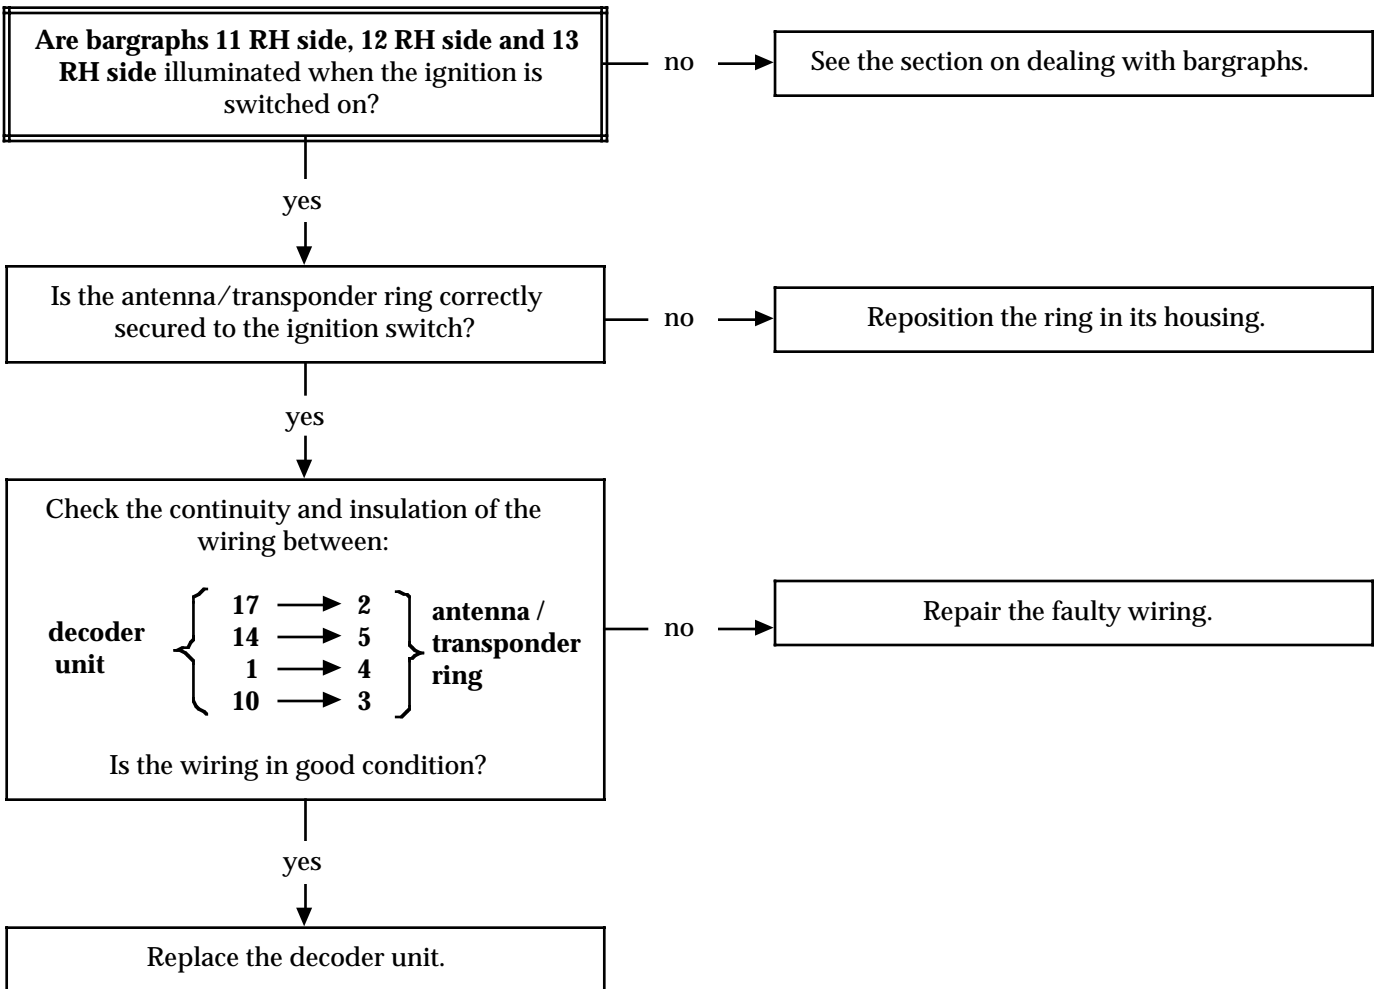 Are bargraphs 11 RH side, 12 RH side and 13
RH side illuminated when the ignition is
switched on?
no
See the section on dealing with bargraphs.
yes
Is the antenna/transponder ring correctly
secured to the ignition switch?
no
Reposition the ring in its housing.
yes
Check the continuity and insulation of the
wiring between:
decoder
unit
17 2
14 5
1 4
10 3
antenna /
transponder
ring
Is the wiring in good condition?
no
Repair the faulty wiring.
yes
Replace the decoder unit.